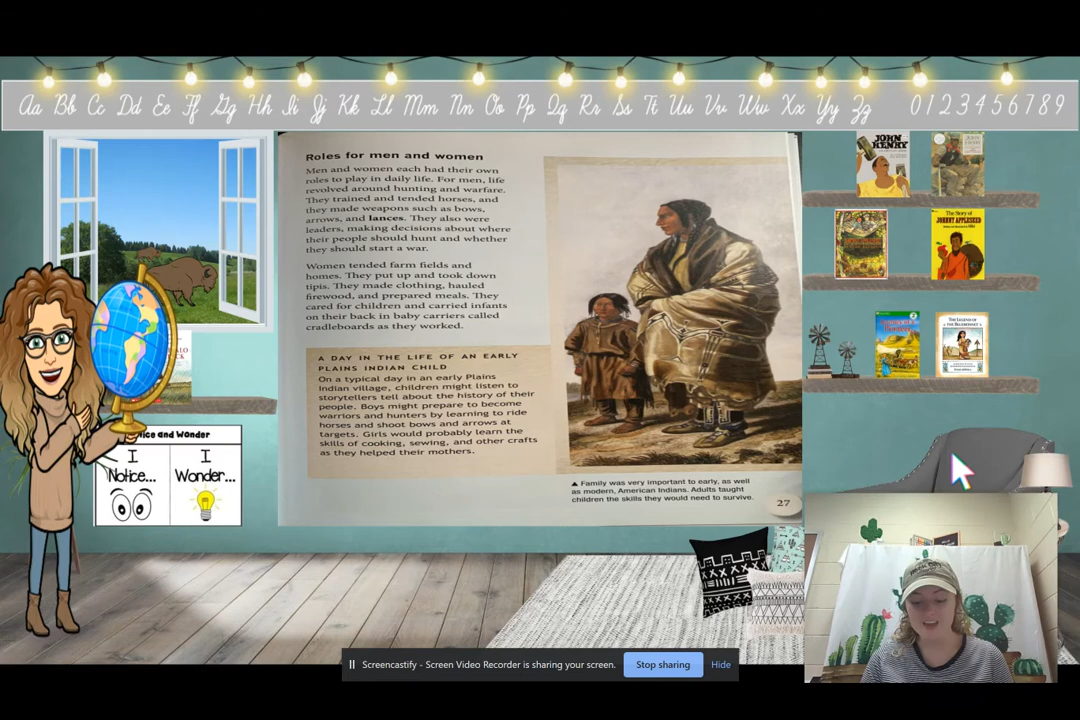 Aa Bb Cc Dd Ee Ff Gg Hh Ii Jj Kk Ll Mm Nn Oo Pp Qq Rr Ss Tt Uu Vv Ww Xx Yy Zz 0123456789
Roles for men and women
Men and women each had their own
roles to play in daily life. For men, life
revolved around hunting and warfare.
They trained and tended horses, and
they made weapons such as bows,
arrows, and lances. They also were
leaders, making decisions about where
their people should hunt and whether
they should start a war.
Women tended farm fields and
homes. They put up and took down
tipis. They made clothing, hauled
firewood, and prepared meals. They
cared for children and carried infants
on their back in baby carriers called
cradleboards as they worked.
A DAY IN THE LIFE OF AN EARLY
PLAINS INDIAN CHILD
On a typical day in an early Plains
Indian village, children might listen to
storytellers tell about the history of their
people. Boys might prepare to become
warriors and hunters by learning to ride
horses and shoot bows and arrows at
targets. Girls would probably learn the
skills of cooking, sewing, and other crafts
as they helped their mothers.
▲ Family was very important to early, as well
as modern, American Indians. Adults taught
children the skills they would need to survive.
27
JOHN
HENRY
The Story of
JOHNNY APPLESEED
THE LEGEND OF
THE BLUEBONNET
and Wonder
I
Notice...
I
Wonder...
Screencastify - Screen Video Recorder is sharing your screen.
Stop sharing
Hide